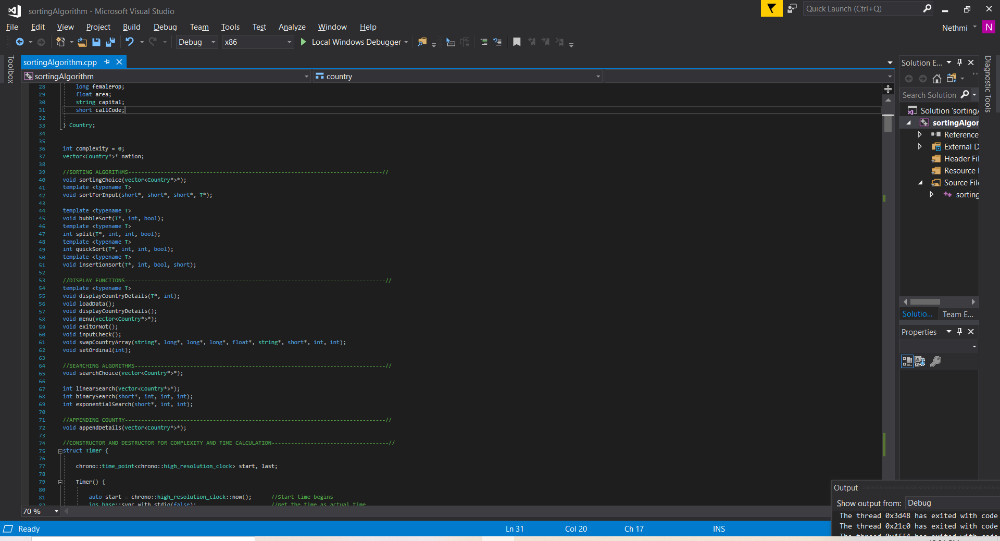 sortingAlgorithm - Microsoft Visual Studio
Quick Launch (Ctrl+Q)
File Edit View Project Build Debug Team Tools Test Analyze Window Help
Nethmi N
Debug x86 Local Windows Debugger
Toolbox
sortingAlgorithm.cpp
sortingAlgorithm country
28 long femalePop;
29 float area;
30 string capital;
31 short callCode;
32
33 } Country;
34
35
36 int complexity = 0;
37 vector<Country*>* nation;
38
39 //SORTING ALGORITHMS------------------------------------------------------------------------------//
40 void sortingChoice(vector<Country*>*);
41 template <typename T>
42 void sortForInput(short*, short*, short*, T*);
43
44 template <typename T>
45 void bubbleSort(T*, int, bool);
46 template <typename T>
47 int split(T*, int, int, bool);
48 template <typename T>
49 int quickSort(T*, int, int, bool);
50 template <typename T>
51 void insertionSort(T*, int, bool, short);
52
53 //DISPLAY FUNCTIONS--------------------------------------------------------------------------------//
54 template <typename T>
55 void displayCountryDetails(T*, int);
56 void loadData();
57 void displayCountryDetails();
58 void menu(vector<Country*>*);
59 void exitOrNot();
60 void inputCheck();
61 void swapCountryArray(string*, long*, long*, long*, float*, string*, short*, int, int);
62 void setOrdinal(int);
63
64 //SEARCHING ALGORITHMS-----------------------------------------------------------------------------//
65 void searchChoice(vector<Country*>*);
66
67 int linearSearch(vector<Country*>*);
68 int binarySearch(short*, int, int, int);
69 int exponentialSearch(short*, int, int);
70
71 //APPENDING COUNTRY--------------------------------------------------------------------------------//
72 void appendDetails(vector<Country*>*);
73
74 //CONSTRUCTOR AND DESTRUCTOR FOR COMPLEXITY AND TIME CALCULATION------------------------------------//
75 struct Timer {
76
77 chrono::time_point<chrono::high_resolution_clock> start, last;
78
79 Timer() {
80
81 auto start = chrono::high_resolution_clock::now(); //Start time begins
82 ios_base::sync_with_stdio(false); //Get the time as actual time
70 %
Solution E...
Search Solution
Solution 'sorting
sortingAlgor
Reference
External D
Header Fil
Resource
Source File
sorting
Solutio... Team E...
Properties
Diagnostic Tools
Output
Show output from: Debug
The thread 0x3d48 has exited with code
The thread 0x21c0 has exited with code
The thread 0x4ff4 has exited with code
Ready Ln 31 Col 20 Ch 17 INS